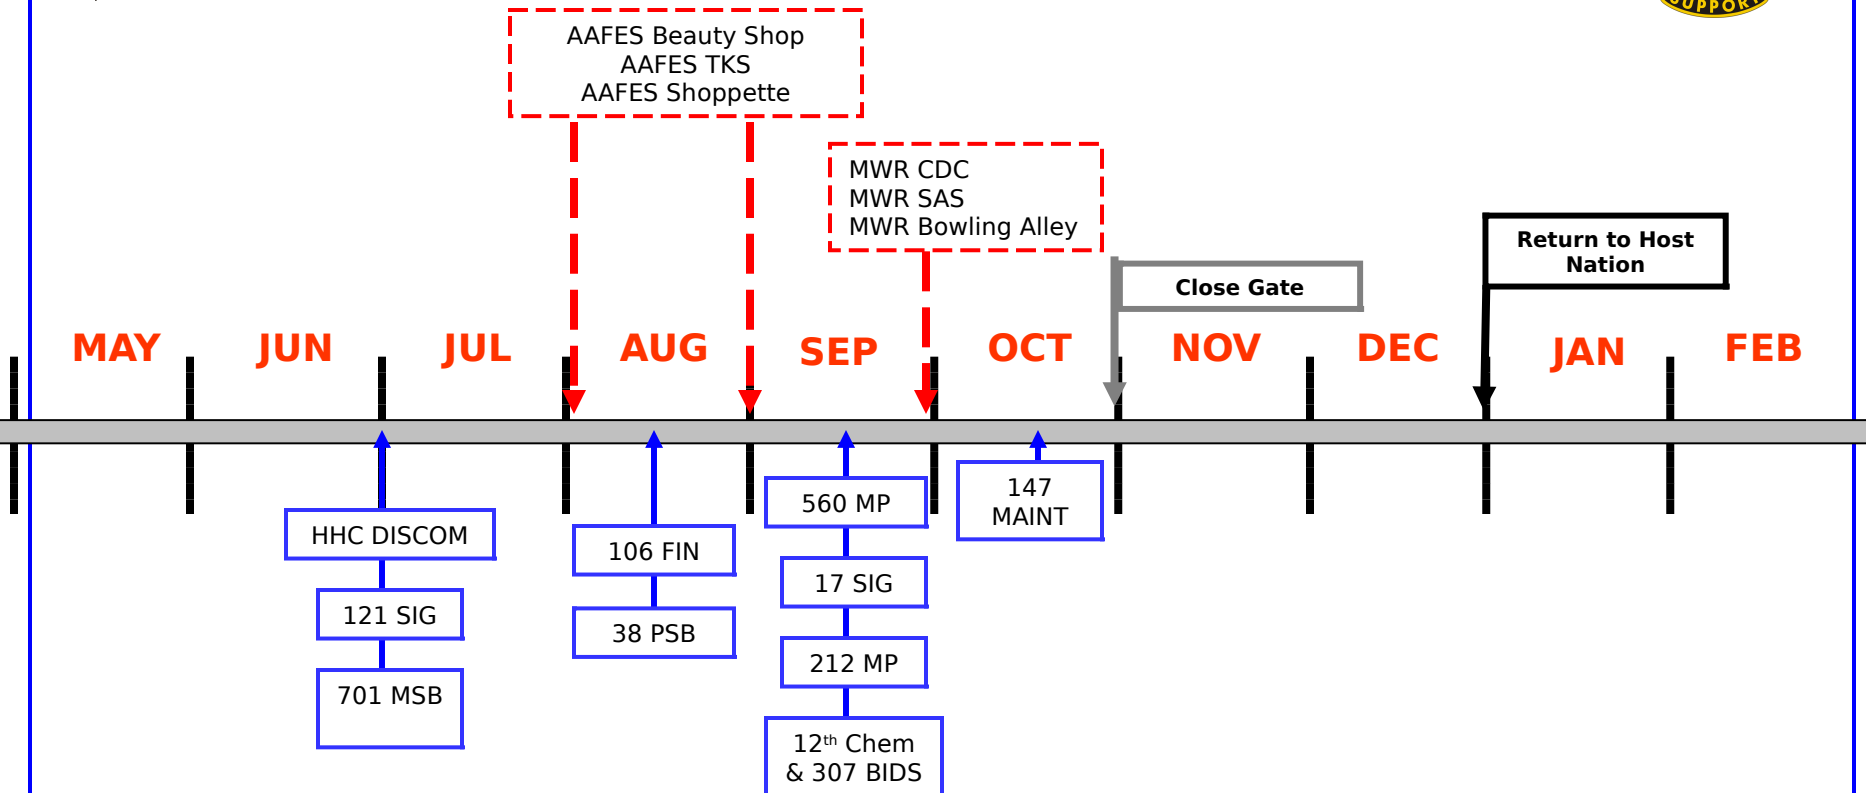 SUPPORT
AAFES Beauty Shop
AAFES TKS
AAFES Shoppette
MWR CDC
MWR SAS
MWR Bowling Alley
Return to Host
Nation
Close Gate
MAY JUN JUL AUG SEP OCT NOV DEC JAN FEB
HHC DISCOM
121 SIG
701 MSB
106 FIN
38 PSB
560 MP
17 SIG
212 MP
12th Chem
& 307 BIDS
147
MAINT